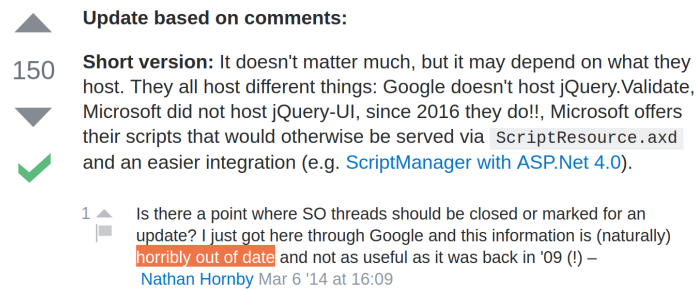 Update based on comments:
150
Short version: It doesn't matter much, but it may depend on what they
host. They all host different things: Google doesn't host jQuery.Validate,
Microsoft did not host jQuery-UI, since 2016 they do!!, Microsoft offers
their scripts that would otherwise be served via ScriptResource.axd
and an easier integration (e.g. ScriptManager with ASP.Net 4.0).
1
Is there a point where SO threads should be closed or marked for an
update? I just got here through Google and this information is (naturally)
horribly out of date and not as useful as it was back in '09 (!) –
Nathan Hornby Mar 6 '14 at 16:09